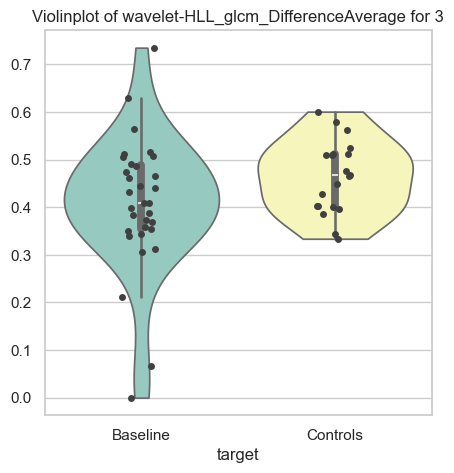 Violinplot of wavelet-HLL_glcm_DifferenceAverage for 3
0.7
0.6
0.5
0.4
0.3
0.2
0.1
0.0
Baseline Controls
target